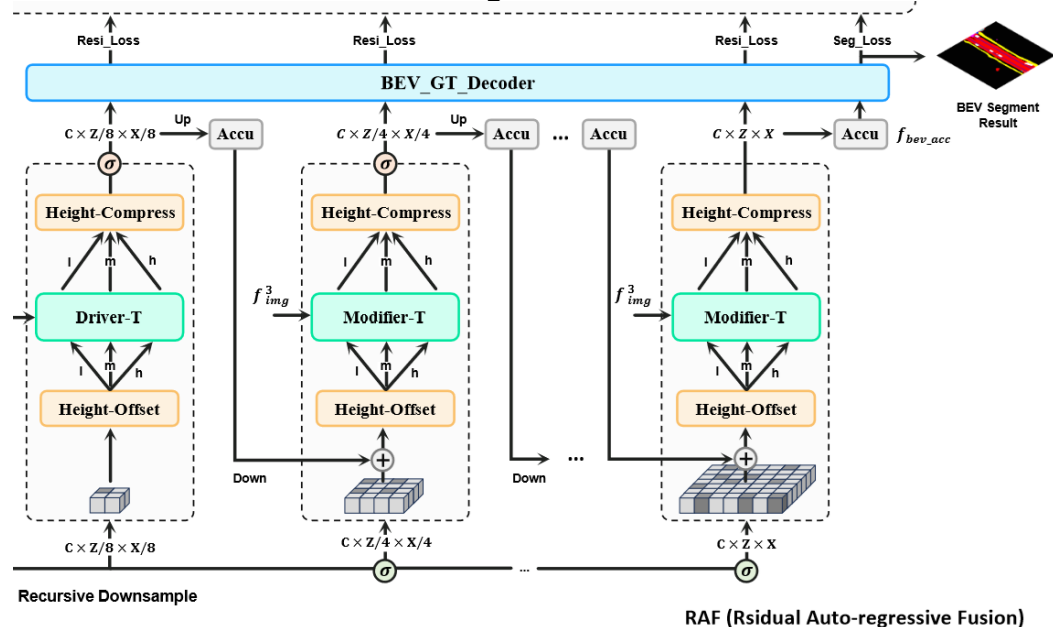 Resi_Loss
Resi_Loss
Resi_Loss
Seg_Loss
BEV_GT_Decoder
BEV Segment
Result
C × Z/8 × X/8
Up
Accu
C × Z/4 × X/4
Up
Accu
...
Accu
C × Z × X
Accu
f_bev_acc
σ
σ
Height-Compress
Height-Compress
Height-Compress
l
m
h
l
m
h
l
m
h
f^3_img
f^3_img
Driver-T
Modifier-T
Modifier-T
l
m
h
l
m
h
l
m
h
Height-Offset
Height-Offset
Height-Offset
+
+
Down
Down
...
C × Z/8 × X/8
C × Z/4 × X/4
C × Z × X
σ
...
σ
Recursive Downsample
RAF (Rsidual Auto-regressive Fusion)